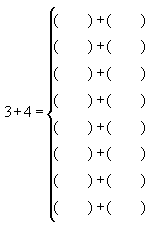 (      ) + (      )
(      ) + (      )
(      ) + (      )
(      ) + (      )
3 + 4 = (      ) + (      )
(      ) + (      )
(      ) + (      )
(      ) + (      )